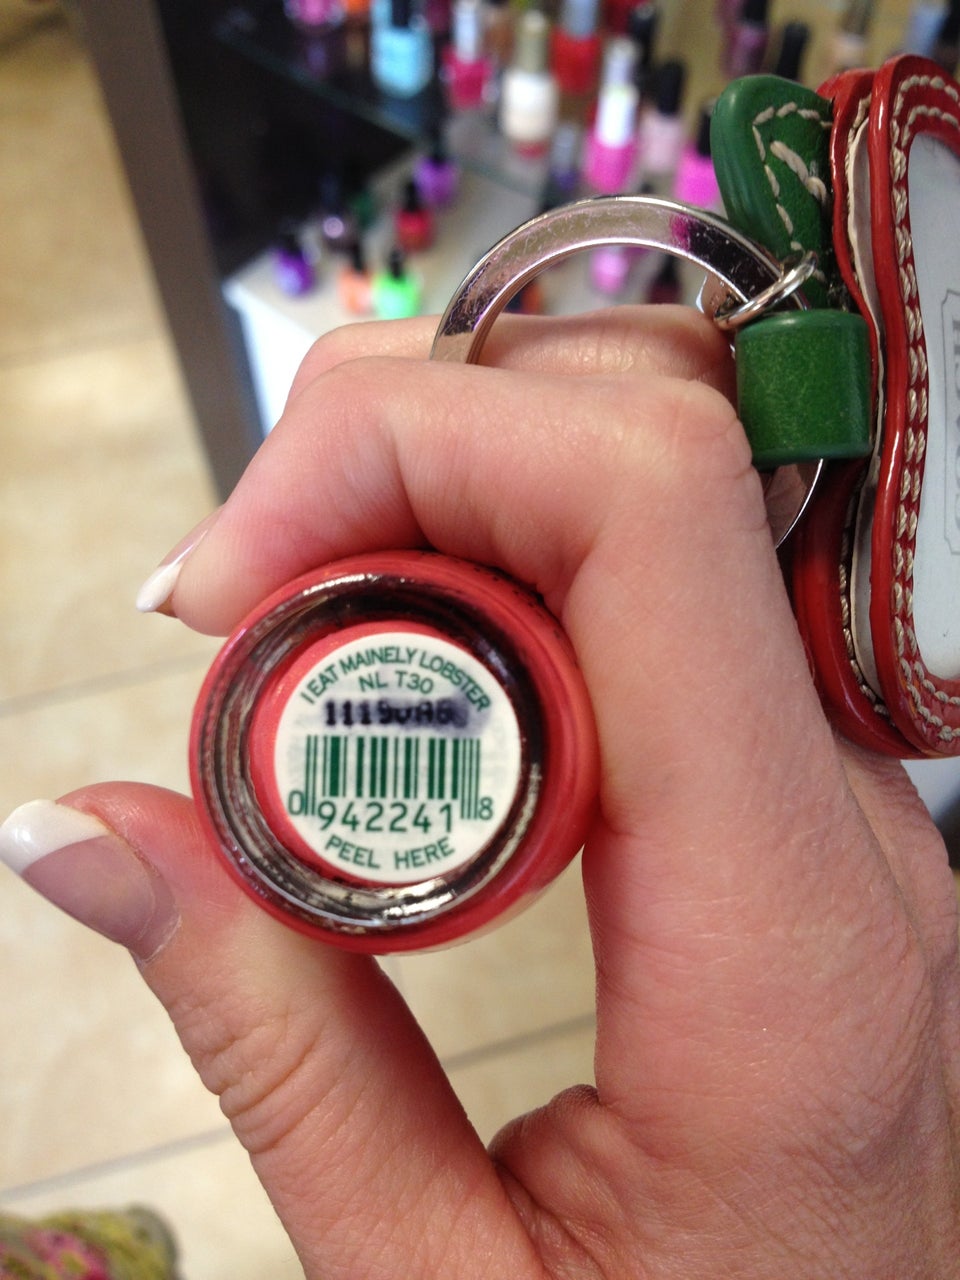 I EAT MAINELY LOBSTER
NL T30
0 942241 8
PEEL HERE